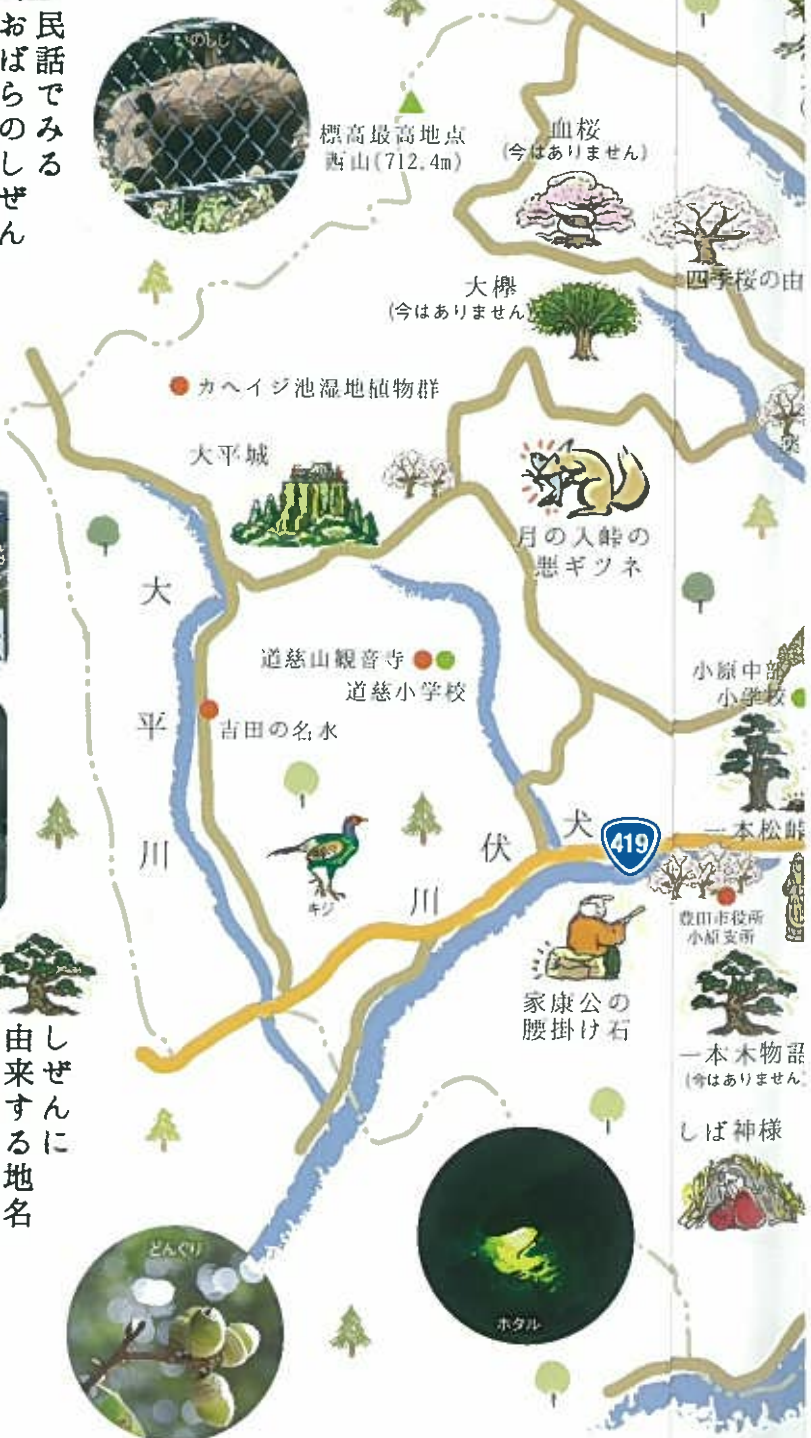 民話でみる
おばらのしぜん
いのしし
標高最高地点
西山(712.4m)
血桜
(今はありません)
四季桜の由
大欅
(今はありません)
カヘイジ池湿地植物群
大平城
月の入峠の
悪ギツネ
大平川
道慈山観音寺
道慈小学校
小原中部
小学校
吉田の名水
一本松峠
犬伏川
419
キジ
豊田市役所
小原支所
家康公の
腰掛け石
一本木物語
(今はありません
しば神様
しぜんに
由来する地名
どんぐり
ホタル